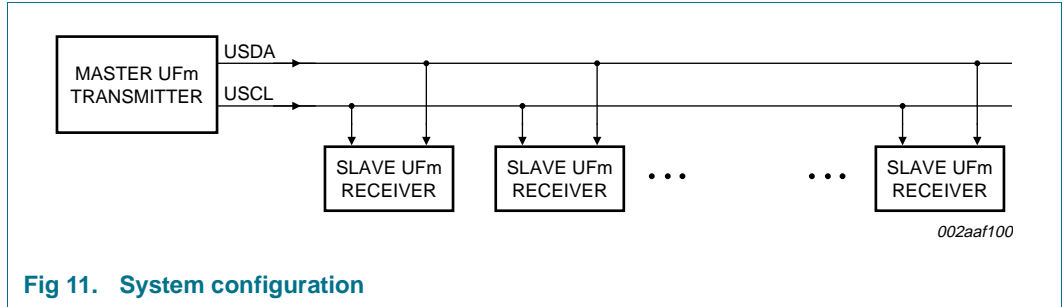 USDA
MASTER UFm
TRANSMITTER
USCL
SLAVE UFm
RECEIVER
SLAVE UFm
RECEIVER
SLAVE UFm
RECEIVER
002aaf100
Fig 11. System configuration